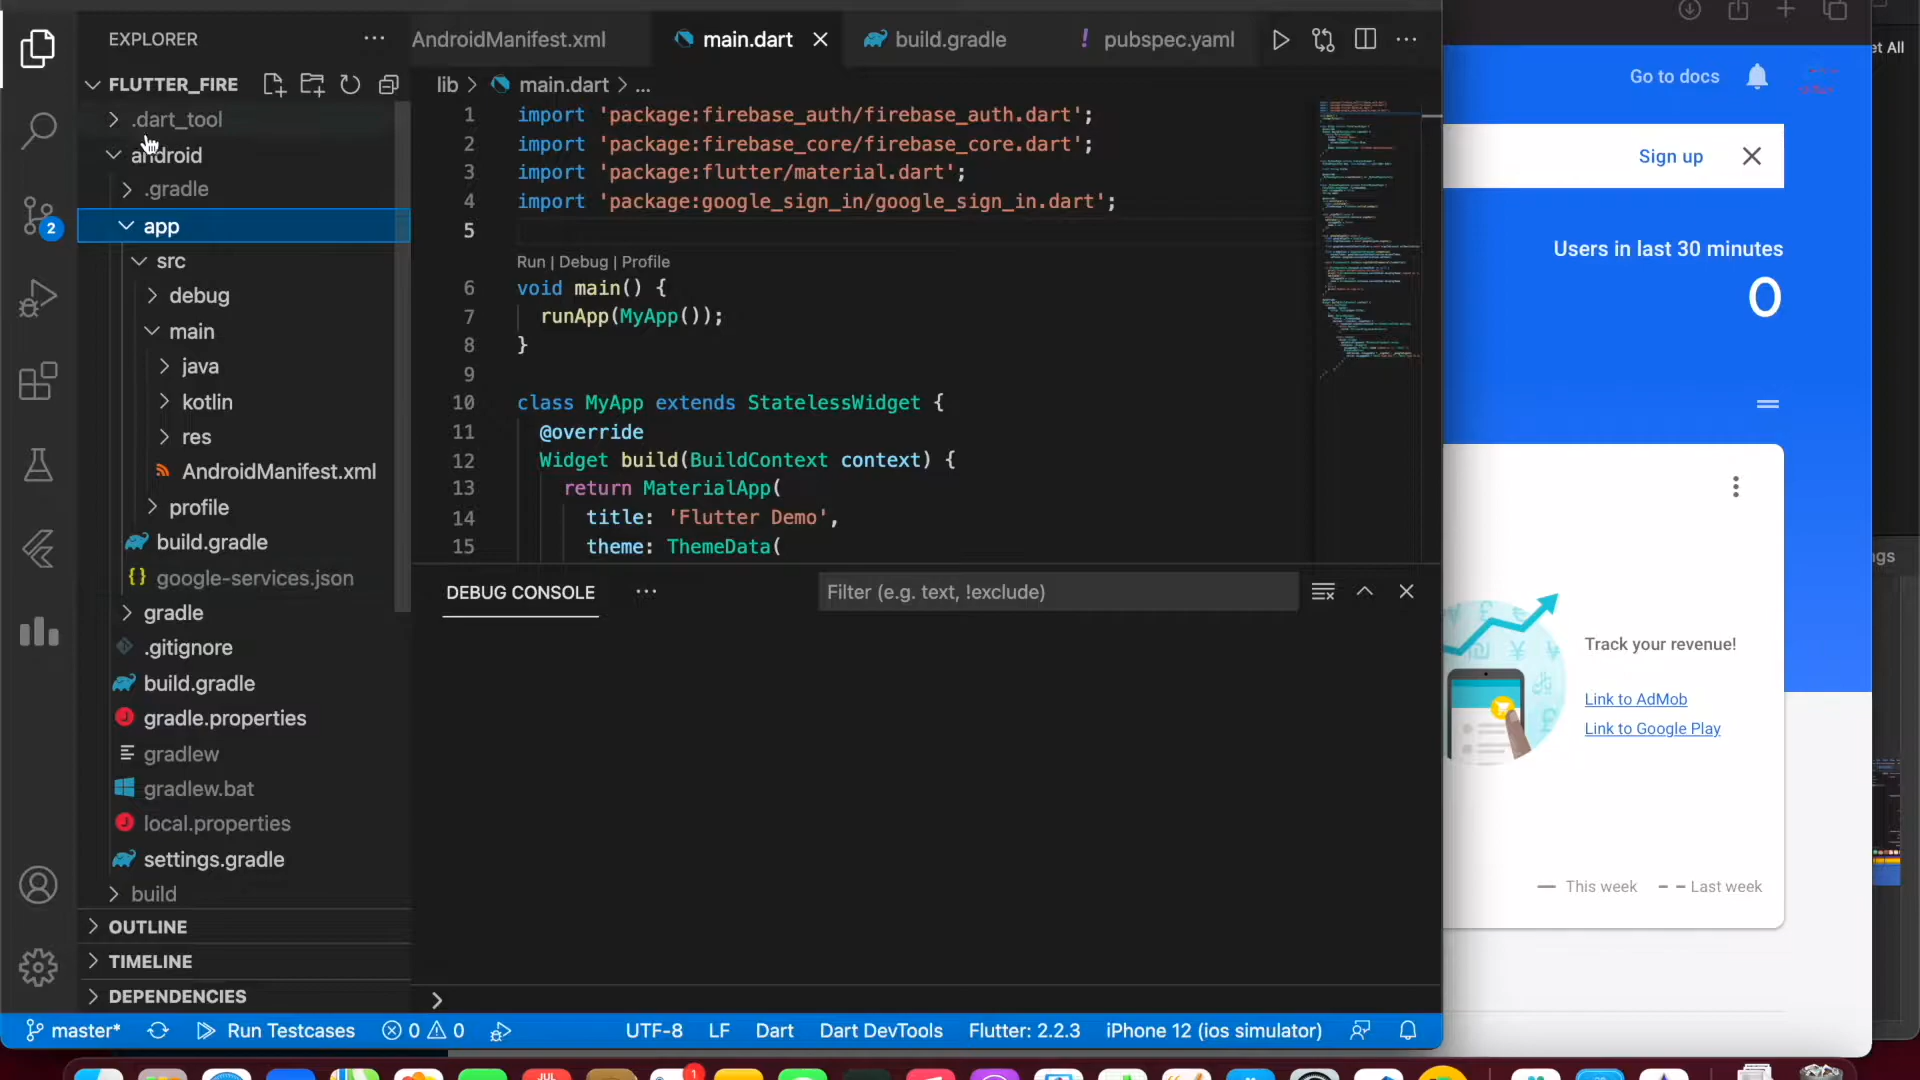 EXPLORER
FLUTTER_FIRE
.dart_tool
android
.gradle
app
src
debug
main
java
kotlin
res
AndroidManifest.xml
profile
build.gradle
google-services.json
gradle
.gitignore
build.gradle
gradle.properties
gradlew
gradlew.bat
local.properties
settings.gradle
build
OUTLINE
TIMELINE
DEPENDENCIES
2
AndroidManifest.xml main.dart build.gradle ! pubspec.yaml
lib > main.dart > ...
1 import 'package:firebase_auth/firebase_auth.dart';
2 import 'package:firebase_core/firebase_core.dart';
3 import 'package:flutter/material.dart';
4 import 'package:google_sign_in/google_sign_in.dart';
5
Run | Debug | Profile
6 void main() {
7 runApp(MyApp());
8 }
9
10 class MyApp extends StatelessWidget {
11 @override
12 Widget build(BuildContext context) {
13 return MaterialApp(
14 title: 'Flutter Demo',
15 theme: ThemeData(
DEBUG CONSOLE
Filter (e.g. text, !exclude)
master* Run Testcases 0 0 UTF-8 LF Dart Dart DevTools Flutter: 2.2.3 iPhone 12 (ios simulator)
Go to docs
Sign up
Users in last 30 minutes
0
Track your revenue!
Link to AdMob
Link to Google Play
This week Last week
et All
ngs
JUL
1